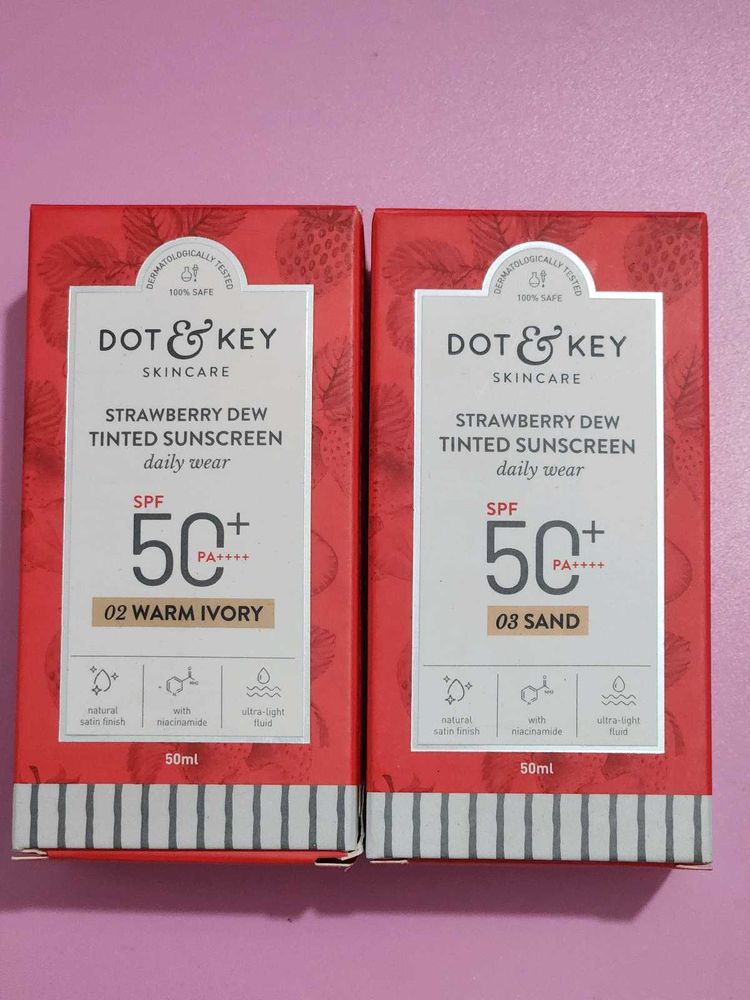 DERMATOLOGICALLY TESTED
100% SAFE
DOT & KEY
SKINCARE
STRAWBERRY DEW
TINTED SUNSCREEN
daily wear
SPF
50+
PA++++
02 WARM IVORY
natural
satin finish
with
niacinamide
ultra-light
fluid
50ml
DERMATOLOGICALLY TESTED
100% SAFE
DOT & KEY
SKINCARE
STRAWBERRY DEW
TINTED SUNSCREEN
daily wear
SPF
50+
PA++++
03 SAND
natural
satin finish
with
niacinamide
ultra-light
fluid
50ml